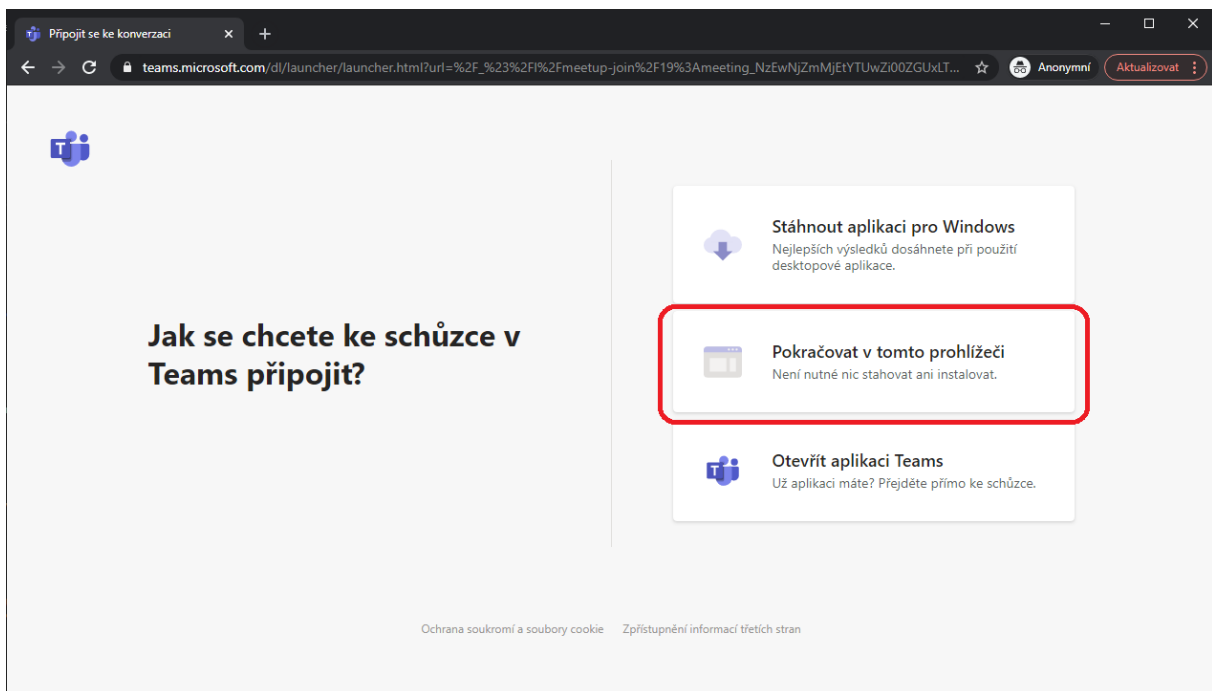 Připojit se ke konverzaci
teams.microsoft.com/dl/launcher/launcher.html?url=%2F_%23%2Fl%2Fmeetup-join%2F19%3Ameeting_NzEwNjZmMjEtYTUwZi00ZGUxLT...
Anonymní
Aktualizovat
Jak se chcete ke schůzce v
Teams připojit?
Stáhnout aplikaci pro Windows
Nejlepších výsledků dosáhnete při použití
desktopové aplikace.
Pokračovat v tomto prohlížeči
Není nutné nic stahovat ani instalovat.
Otevřít aplikaci Teams
Už aplikaci máte? Přejděte přímo ke schůzce.
Ochrana soukromí a soubory cookie
Zpřístupnění informací třetích stran